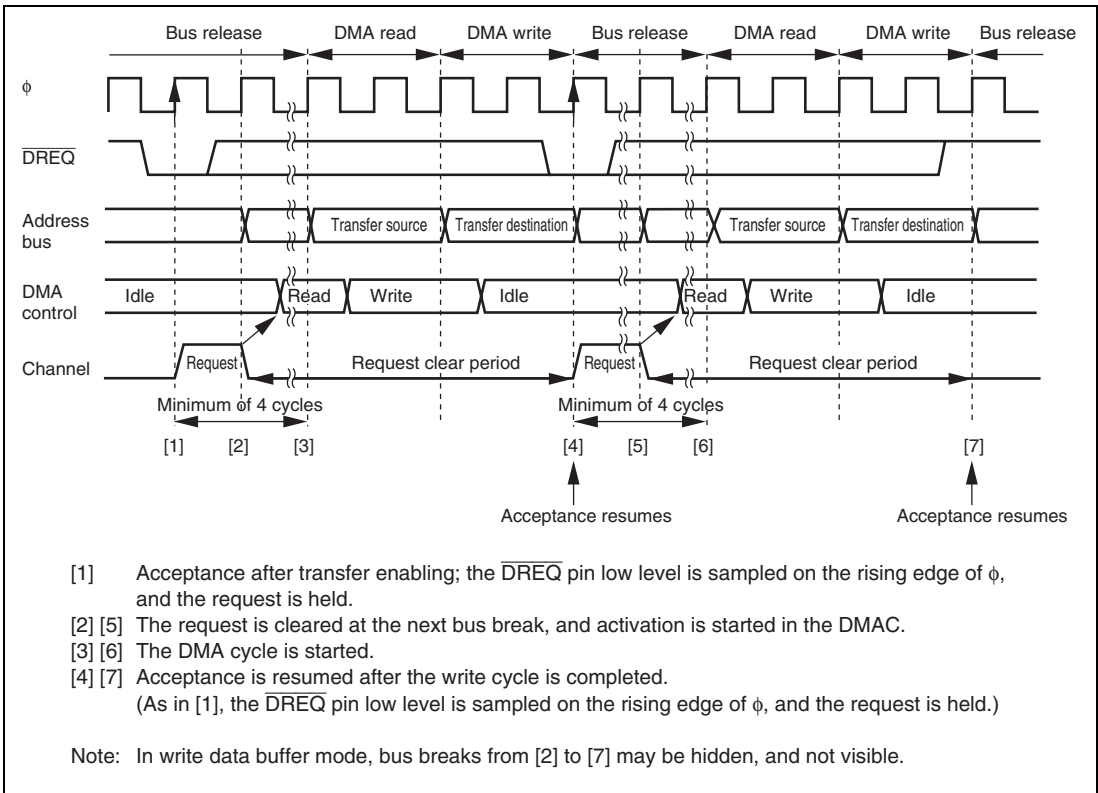 Bus release DMA read DMA write Bus release DMA read DMA write Bus release
ϕ
DREQ
Address bus Transfer source Transfer destination Transfer source Transfer destination
DMA control Idle Read Write Idle Read Write Idle
Channel Request Request clear period Request Request clear period
Minimum of 4 cycles Minimum of 4 cycles
[1] [2] [3] [4] [5] [6] [7]
Acceptance resumes Acceptance resumes
[1] Acceptance after transfer enabling; the DREQ pin low level is sampled on the rising edge of ϕ,
and the request is held.
[2] [5] The request is cleared at the next bus break, and activation is started in the DMAC.
[3] [6] The DMA cycle is started.
[4] [7] Acceptance is resumed after the write cycle is completed.
(As in [1], the DREQ pin low level is sampled on the rising edge of ϕ, and the request is held.)
Note: In write data buffer mode, bus breaks from [2] to [7] may be hidden, and not visible.